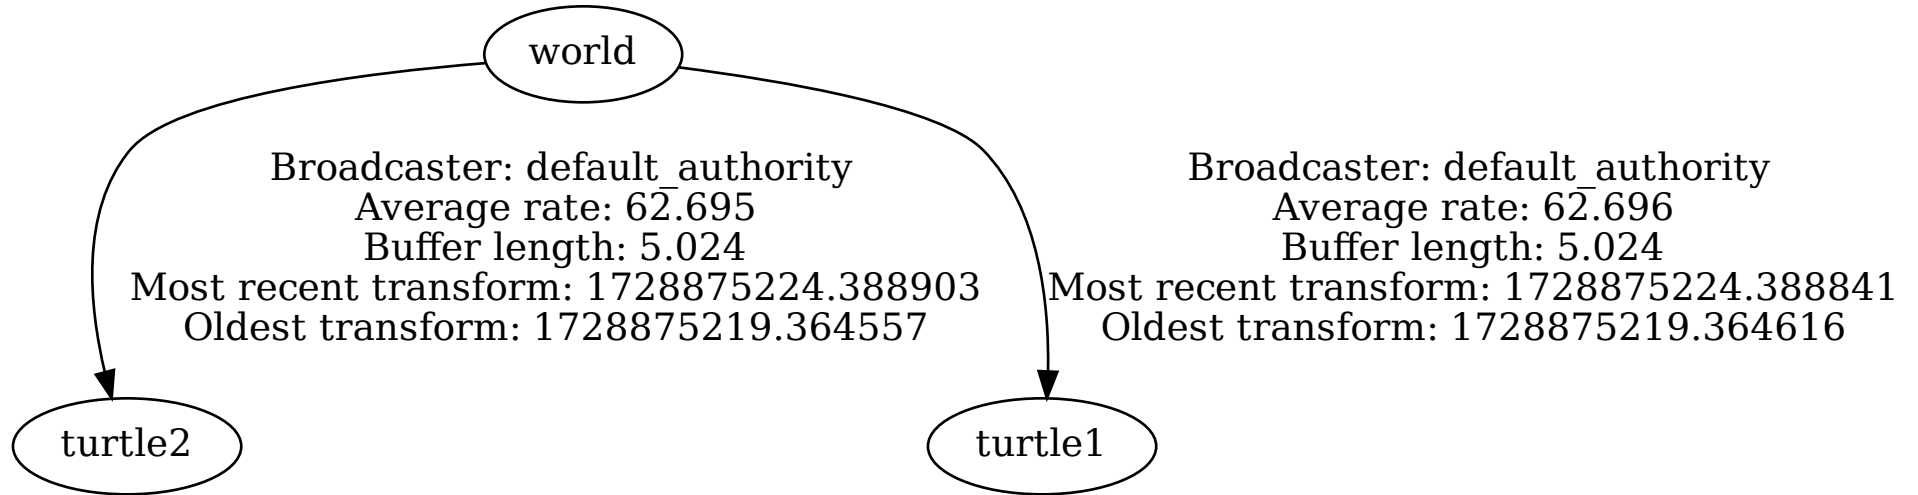 world
Broadcaster: default_authority
Average rate: 62.695
Buffer length: 5.024
Most recent transform: 1728875224.388903
Oldest transform: 1728875219.364557
Broadcaster: default_authority
Average rate: 62.696
Buffer length: 5.024
Most recent transform: 1728875224.388841
Oldest transform: 1728875219.364616
turtle2
turtle1